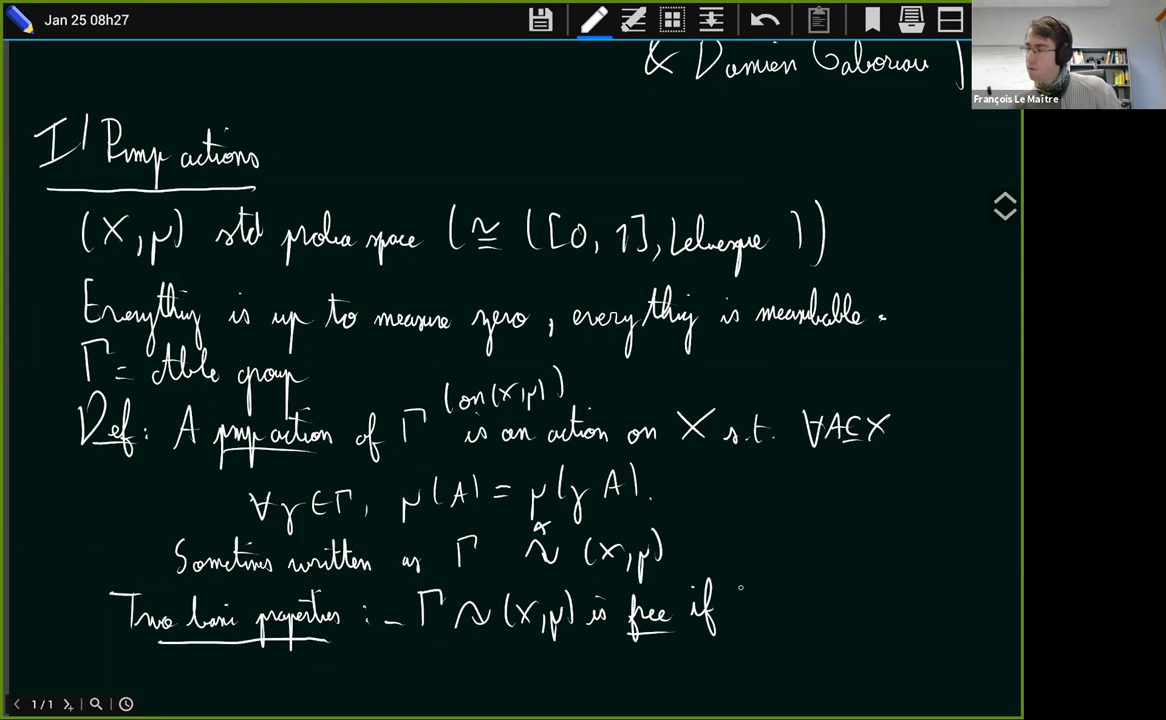 Jan 25 08h27
& Damien Gaboriau ]
François Le Maître
I/ Pmp actions
(X,μ) std proba space (≅ ([0,1], Lebesgue ))
Everything is up to measure zero, everything is measurable.
Γ = ctble group
(on (X,μ))
Def: A pmp action of Γ is an action on X s.t. ∀A⊆X
∀γ∈Γ, μ(A) = μ(γA).
Sometimes written as Γ ↷ (X,μ)
Two basic properties : - Γ ↷ (X,μ) is free if
1/1